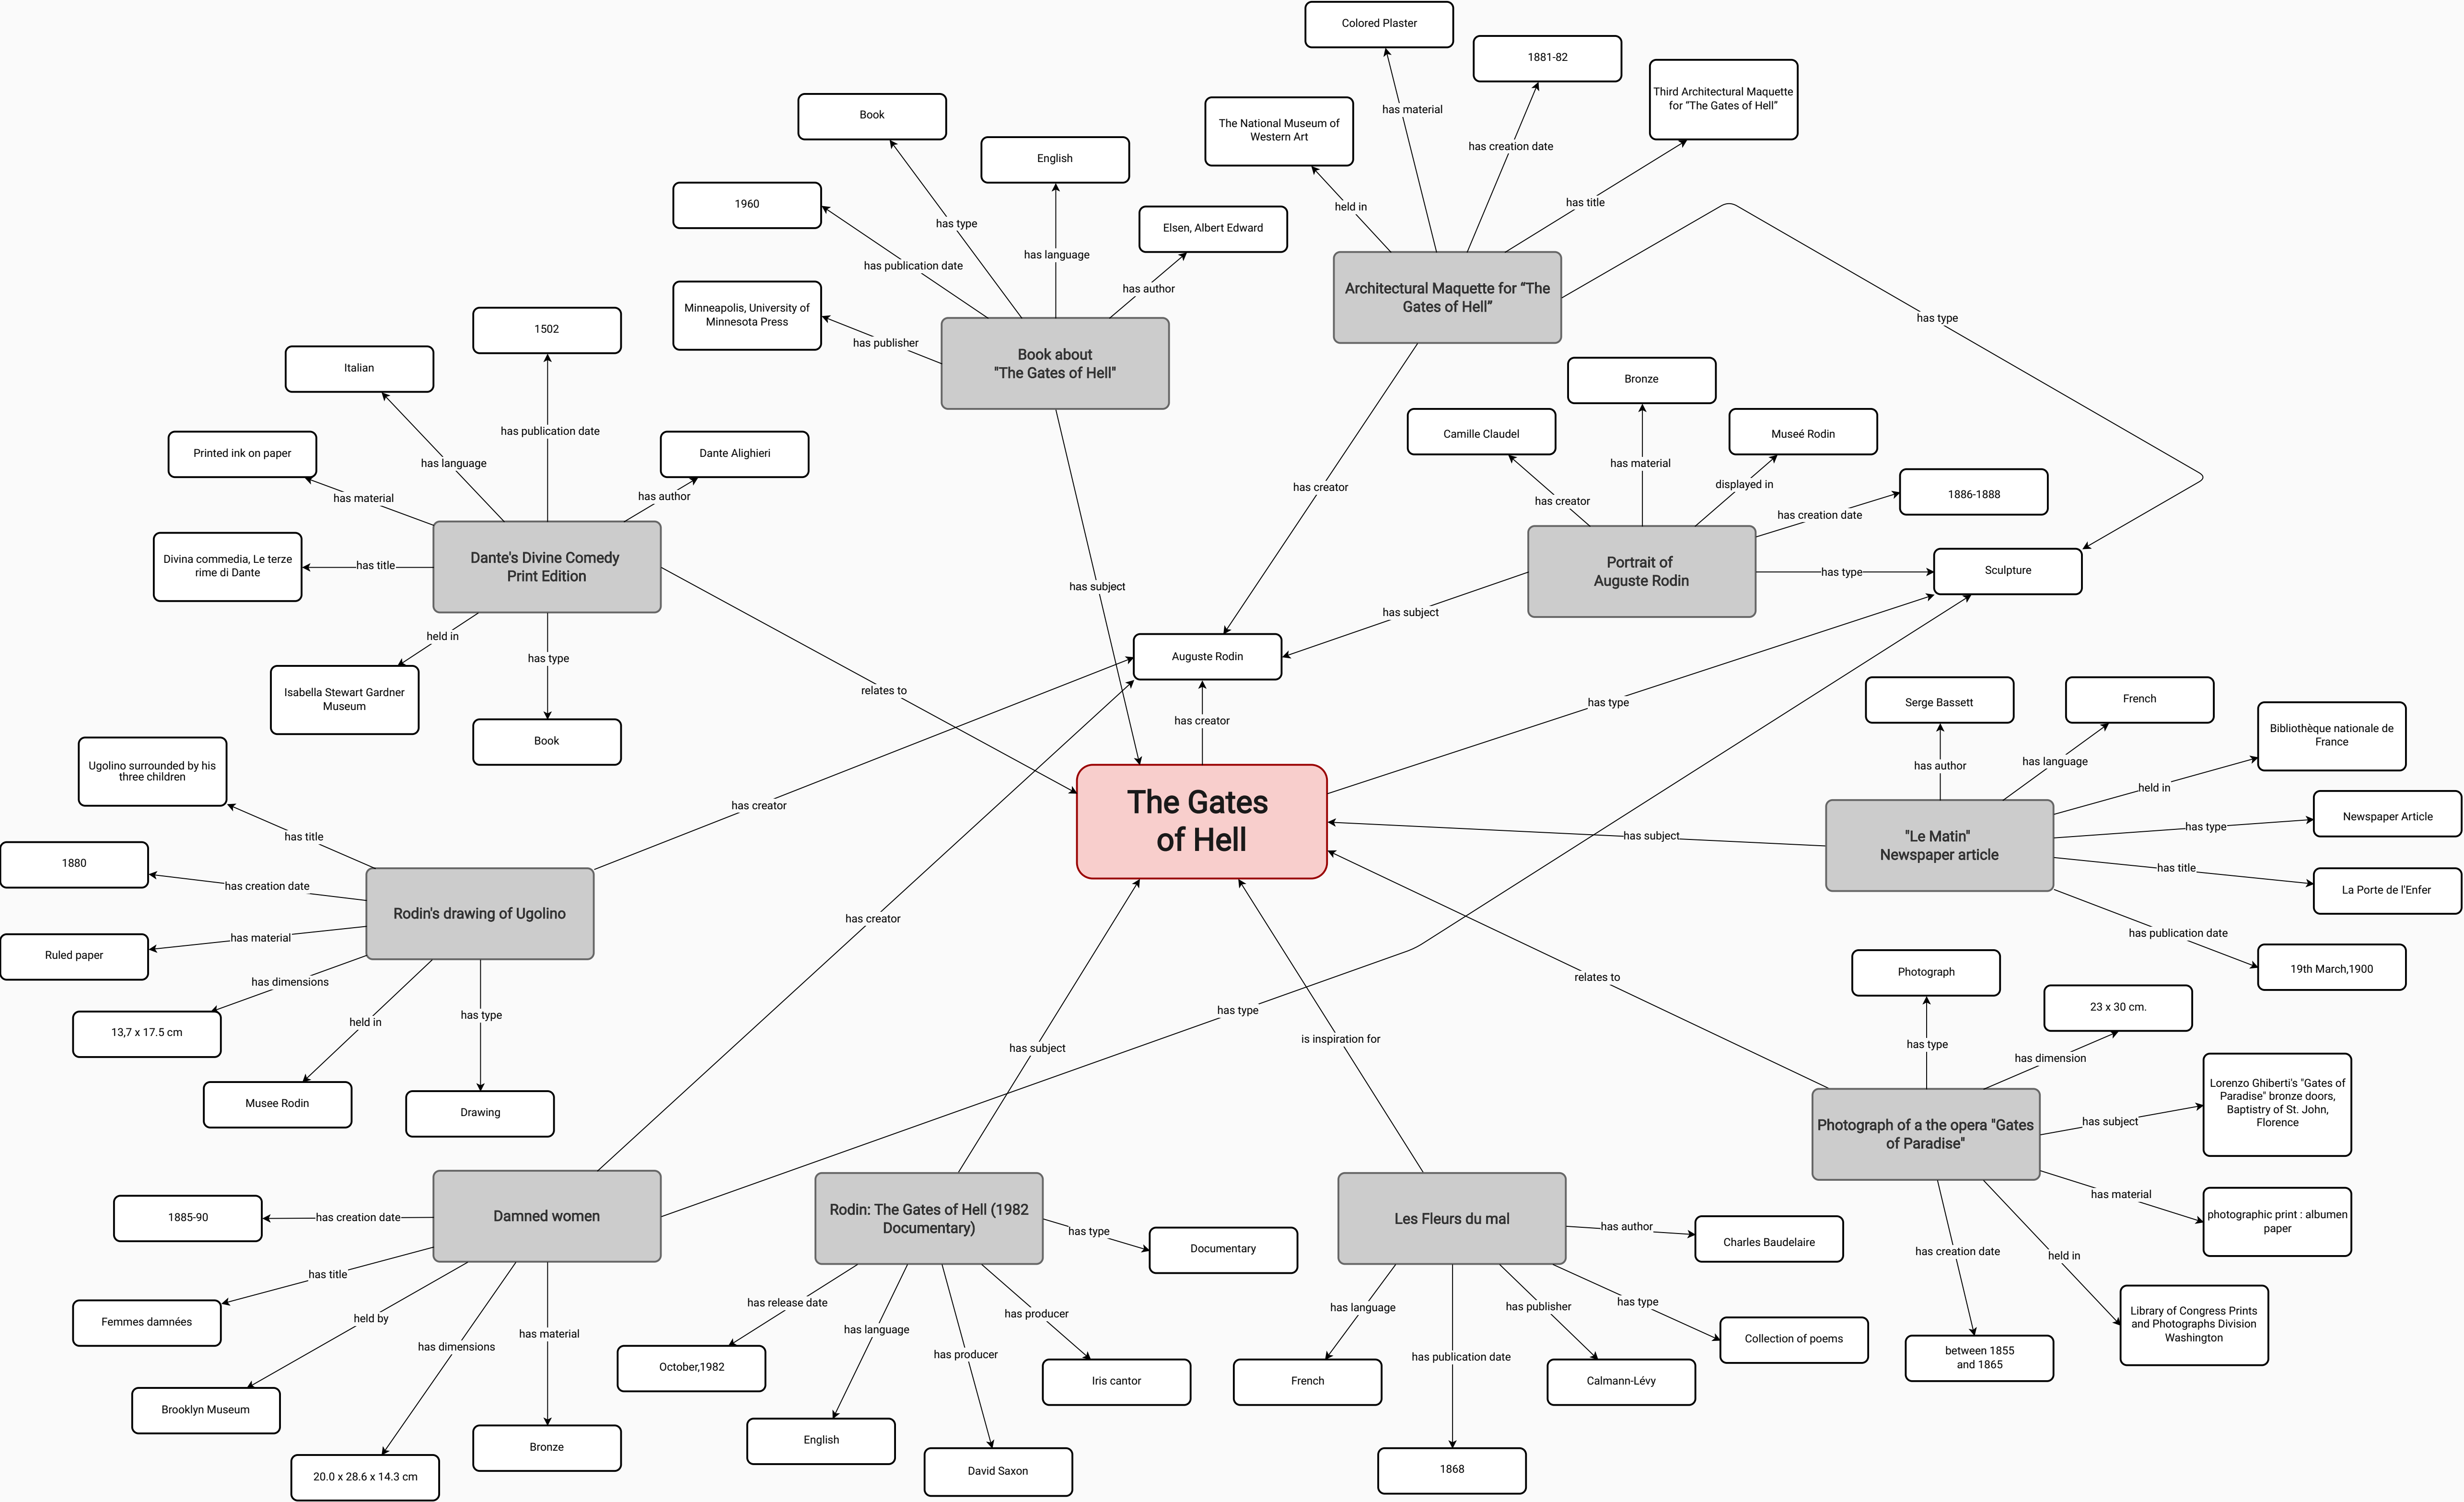 Colored Plaster
1881-82
Third Architectural Maquette
for “The Gates of Hell”
The National Museum of
Western Art
has material
has creation date
held in
has title
Architectural Maquette for “The
Gates of Hell”
has type
has creator
Book
English
1960
Elsen, Albert Edward
Minneapolis, University of
Minnesota Press
has type
has language
has publication date
has author
has publisher
Book about
"The Gates of Hell"
has subject
1502
Italian
Printed ink on paper
Dante Alighieri
has publication date
has language
has material
has author
Divina commedia, Le terze
rime di Dante
has title
Dante's Divine Comedy
Print Edition
held in
has type
Isabella Stewart Gardner
Museum
Book
relates to
Bronze
Camille Claudel
Museé Rodin
1886-1888
has material
has creator
displayed in
has creation date
Portrait of
Auguste Rodin
has type
Sculpture
has subject
Auguste Rodin
has creator
has type
The Gates
of Hell
Serge Bassett
French
Bibliothèque nationale de
France
has author
has language
held in
Newspaper Article
has type
"Le Matin"
Newspaper article
has subject
has title
La Porte de l'Enfer
has publication date
19th March,1900
Ugolino surrounded by his
three children
has title
1880
has creation date
has creator
Rodin's drawing of Ugolino
has material
Ruled paper
has dimensions
13,7 x 17.5 cm
held in
Musee Rodin
has type
Drawing
Photograph
23 x 30 cm.
has type
has dimension
relates to
Lorenzo Ghiberti's "Gates of
Paradise" bronze doors,
Baptistry of St. John,
Florence
has subject
Photograph of a the opera "Gates
of Paradise"
has material
photographic print : albumen
paper
has creation date
held in
Library of Congress Prints
and Photographs Division
Washington
between 1855
and 1865
has creator
has type
Damned women
1885-90
has creation date
has title
Femmes damnées
held by
Brooklyn Museum
has dimensions
20.0 x 28.6 x 14.3 cm
has material
Bronze
has subject
Rodin: The Gates of Hell (1982
Documentary)
has type
Documentary
has release date
October,1982
has language
English
has producer
David Saxon
has producer
Iris cantor
is inspiration for
Les Fleurs du mal
has author
Charles Baudelaire
has language
French
has publication date
1868
has publisher
Calmann-Lévy
has type
Collection of poems